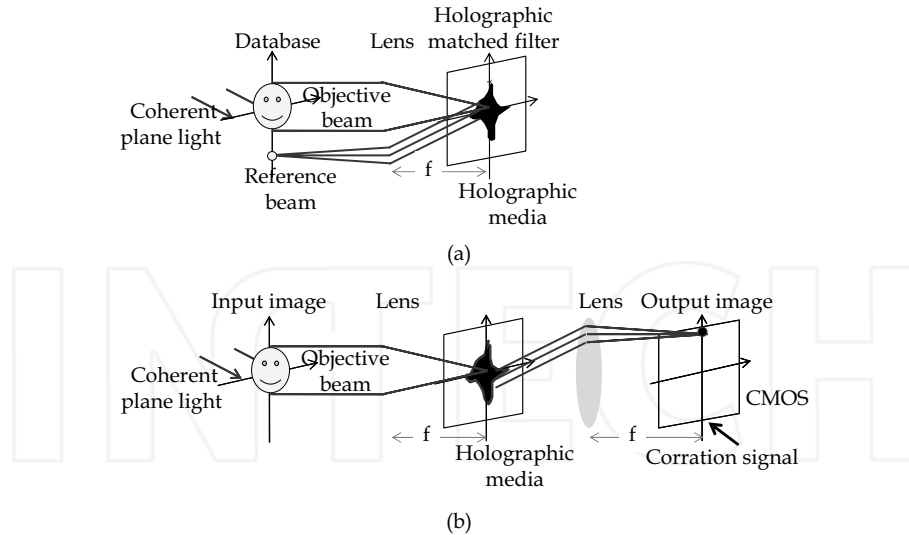 Holographic
matched filter
Database
Lens
Objective
beam
Coherent
plane light
f
Reference
beam
Holographic
media
(a)
INTECH
Input image
Lens
Lens
Output image
Objective
beam
Coherent
plane light
CMOS
f
f
Holographic
media
Corration signal
(b)